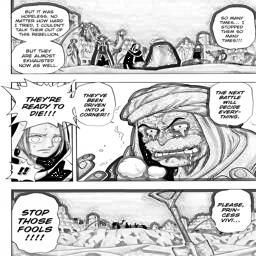 SO MANY
TIMES... I
STOPPED
THEM SO
MANY
TIMES!!!
BUT IT WAS
HOPELESS. NO
MATTER HOW HARD
I TRIED, I COULDN'T
TALK THEM OUT OF
THIS REBELLION.
BUT THEY
ARE ALMOST
EXHAUSTED
NOW AS WELL.
THE NEXT
BATTLE
WILL
DECIDE
EVERY-
THING.
THEY'VE
BEEN
DRIVEN
INTO A
CORNER!!
THEY'RE
READY TO
DIE!!!
!!
PLEASE,
PRIN-
CESS
VIVI...
STOP
THOSE
FOOLS
!!!!